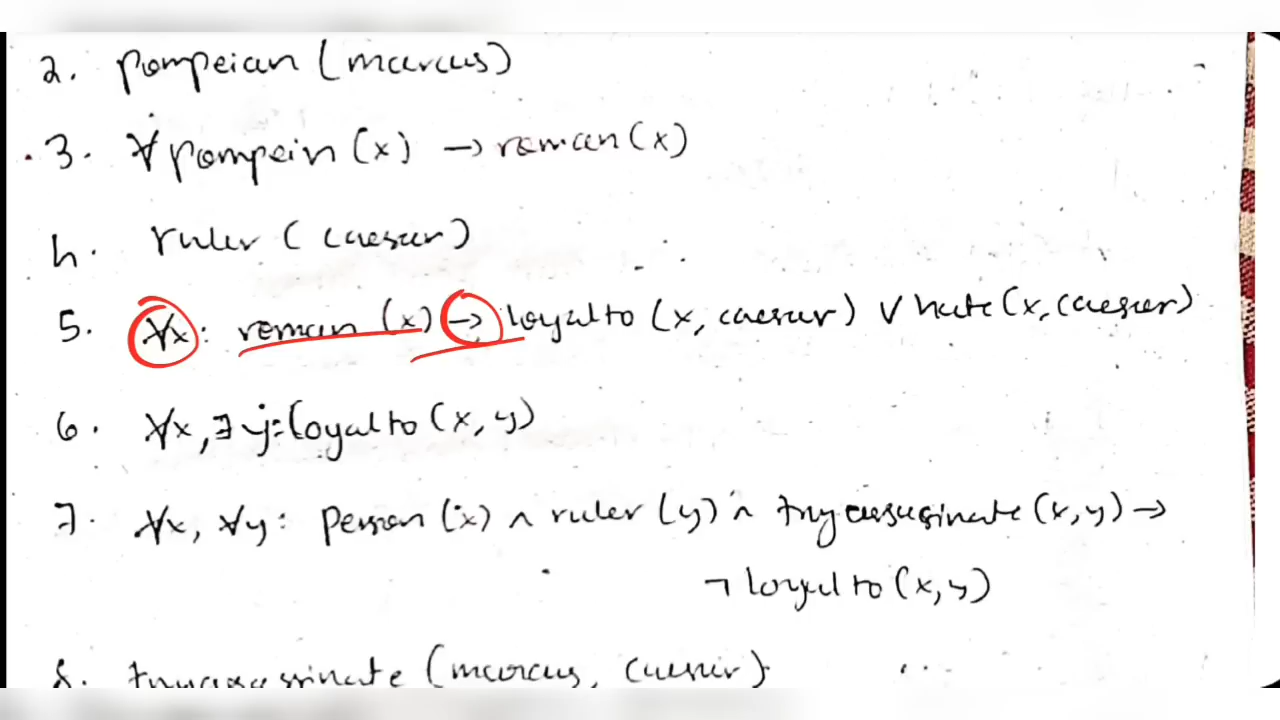 2. pompeian (marcus)
3. ∀ pompein (x) → roman (x)
4. ruler (caesar)
5. ∀x: roman (x) → loyalto (x, caesar) ∨ hate (x, caesar)
6. ∀x, ∃y: loyalto (x, y)
7. ∀x, ∀y: person (x) ∧ ruler (y) ∧ tryassasinate (x, y) →
¬ loyalto (x, y)
8. tryassassinate (marcus, caesar)